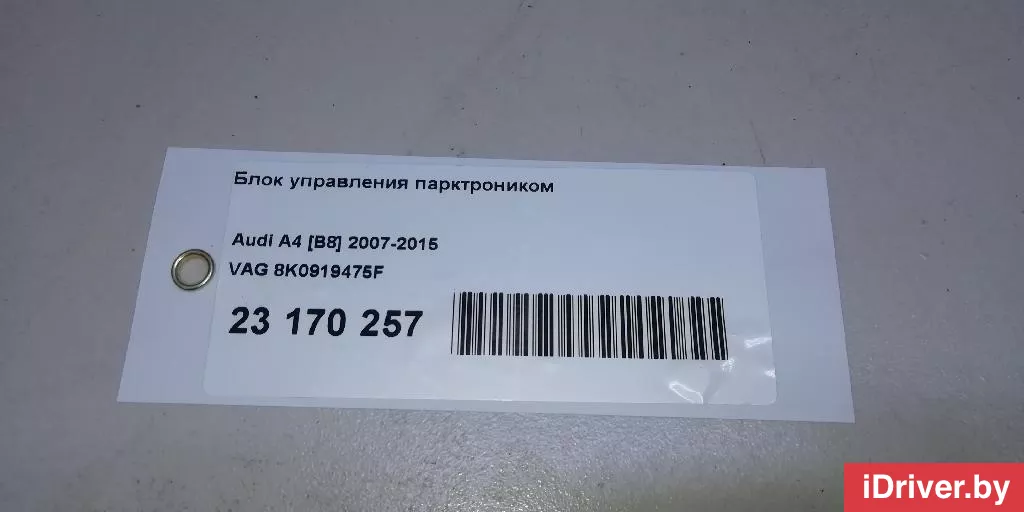 Блок управления парктроником
Audi A4 [B8] 2007-2015
VAG 8K0919475F
23 170 257
iDriver.by